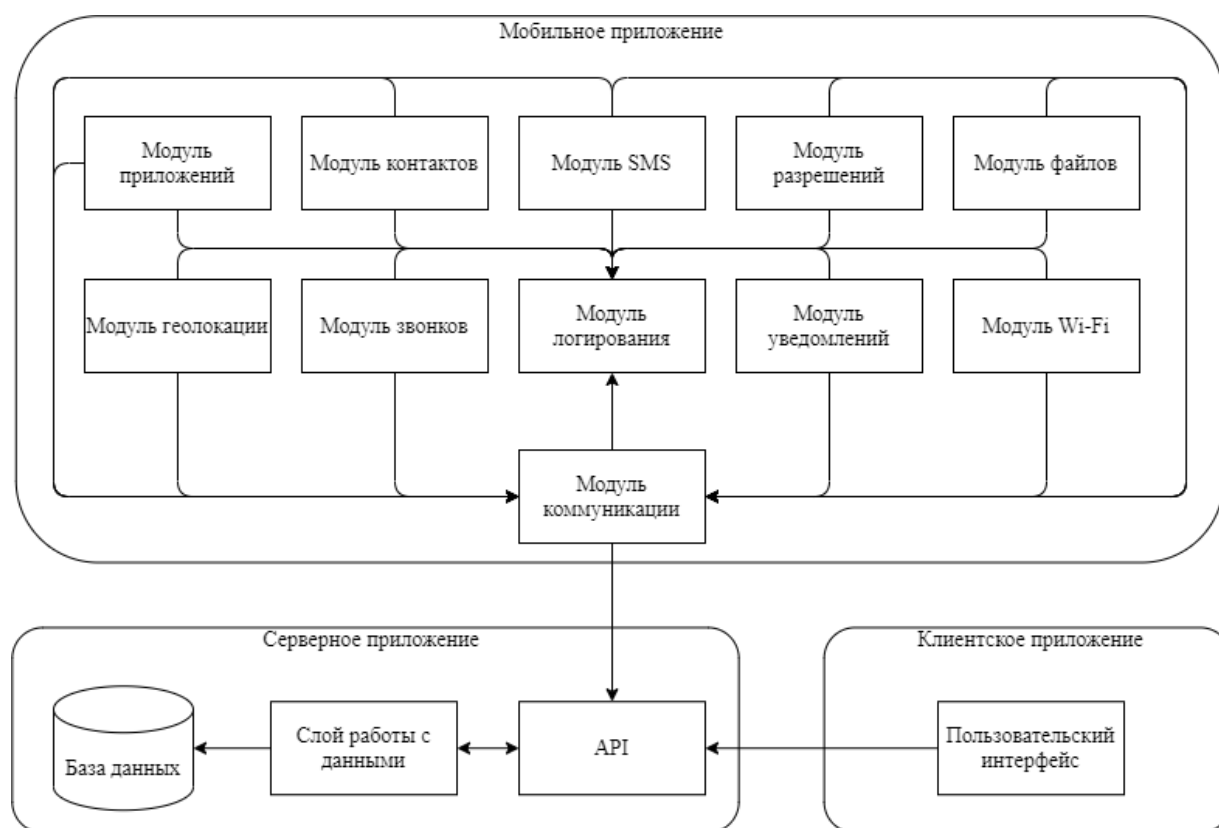 Мобильное приложение
Модуль
приложений
Модуль контактов
Модуль SMS
Модуль
разрешений
Модуль файлов
Модуль геолокации
Модуль звонков
Модуль
логирования
Модуль
уведомлений
Модуль Wi-Fi
Модуль
коммуникации
Серверное приложение
База данных
Слой работы с
данными
API
Клиентское приложение
Пользовательский
интерфейс